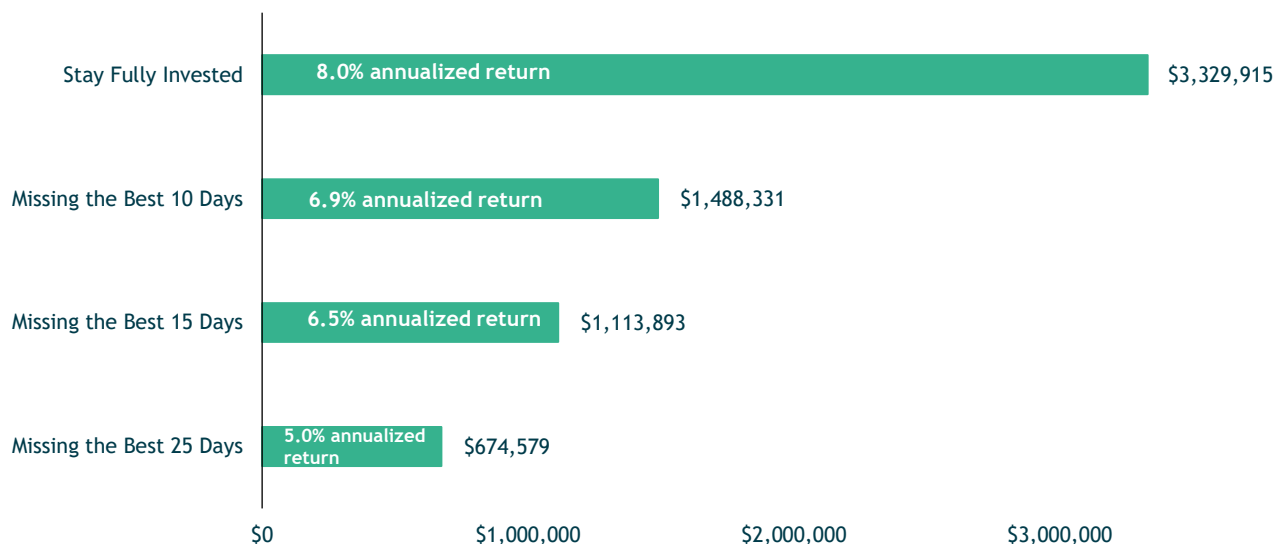 Stay Fully Invested
8.0% annualized return
$3,329,915
Missing the Best 10 Days
6.9% annualized return
$1,488,331
Missing the Best 15 Days
6.5% annualized return
$1,113,893
Missing the Best 25 Days
5.0% annualized
return
$674,579
$0
$1,000,000
$2,000,000
$3,000,000